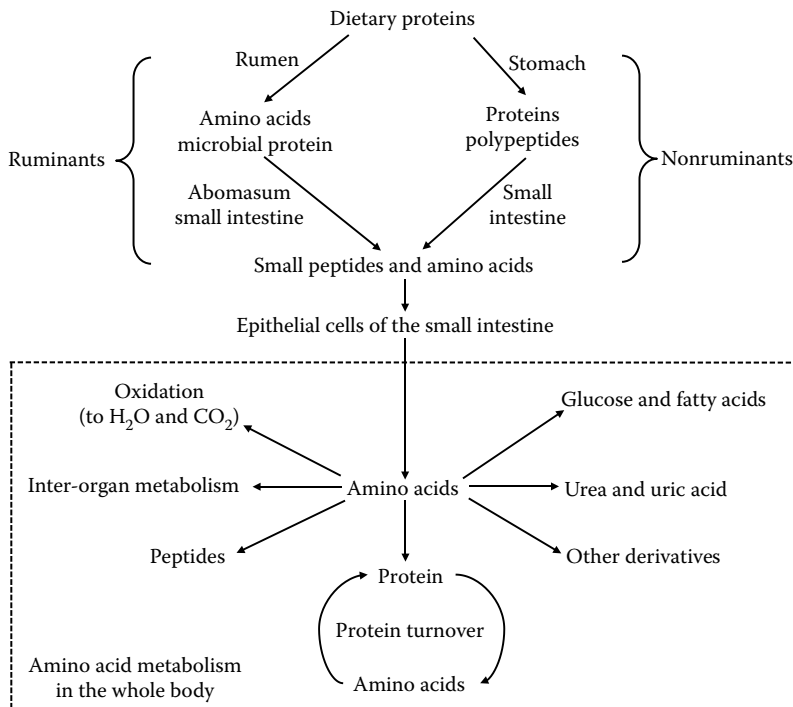 Dietary proteins
Rumen
Stomach
Amino acids
microbial protein
Proteins
polypeptides
Ruminants
Nonruminants
Abomasum
small intestine
Small
intestine
Small peptides and amino acids
Epithelial cells of the small intestine
Oxidation
(to H₂O and CO₂)
Glucose and fatty acids
Inter-organ metabolism
Amino acids
Urea and uric acid
Peptides
Other derivatives
Protein
Protein turnover
Amino acids
Amino acid metabolism
in the whole body